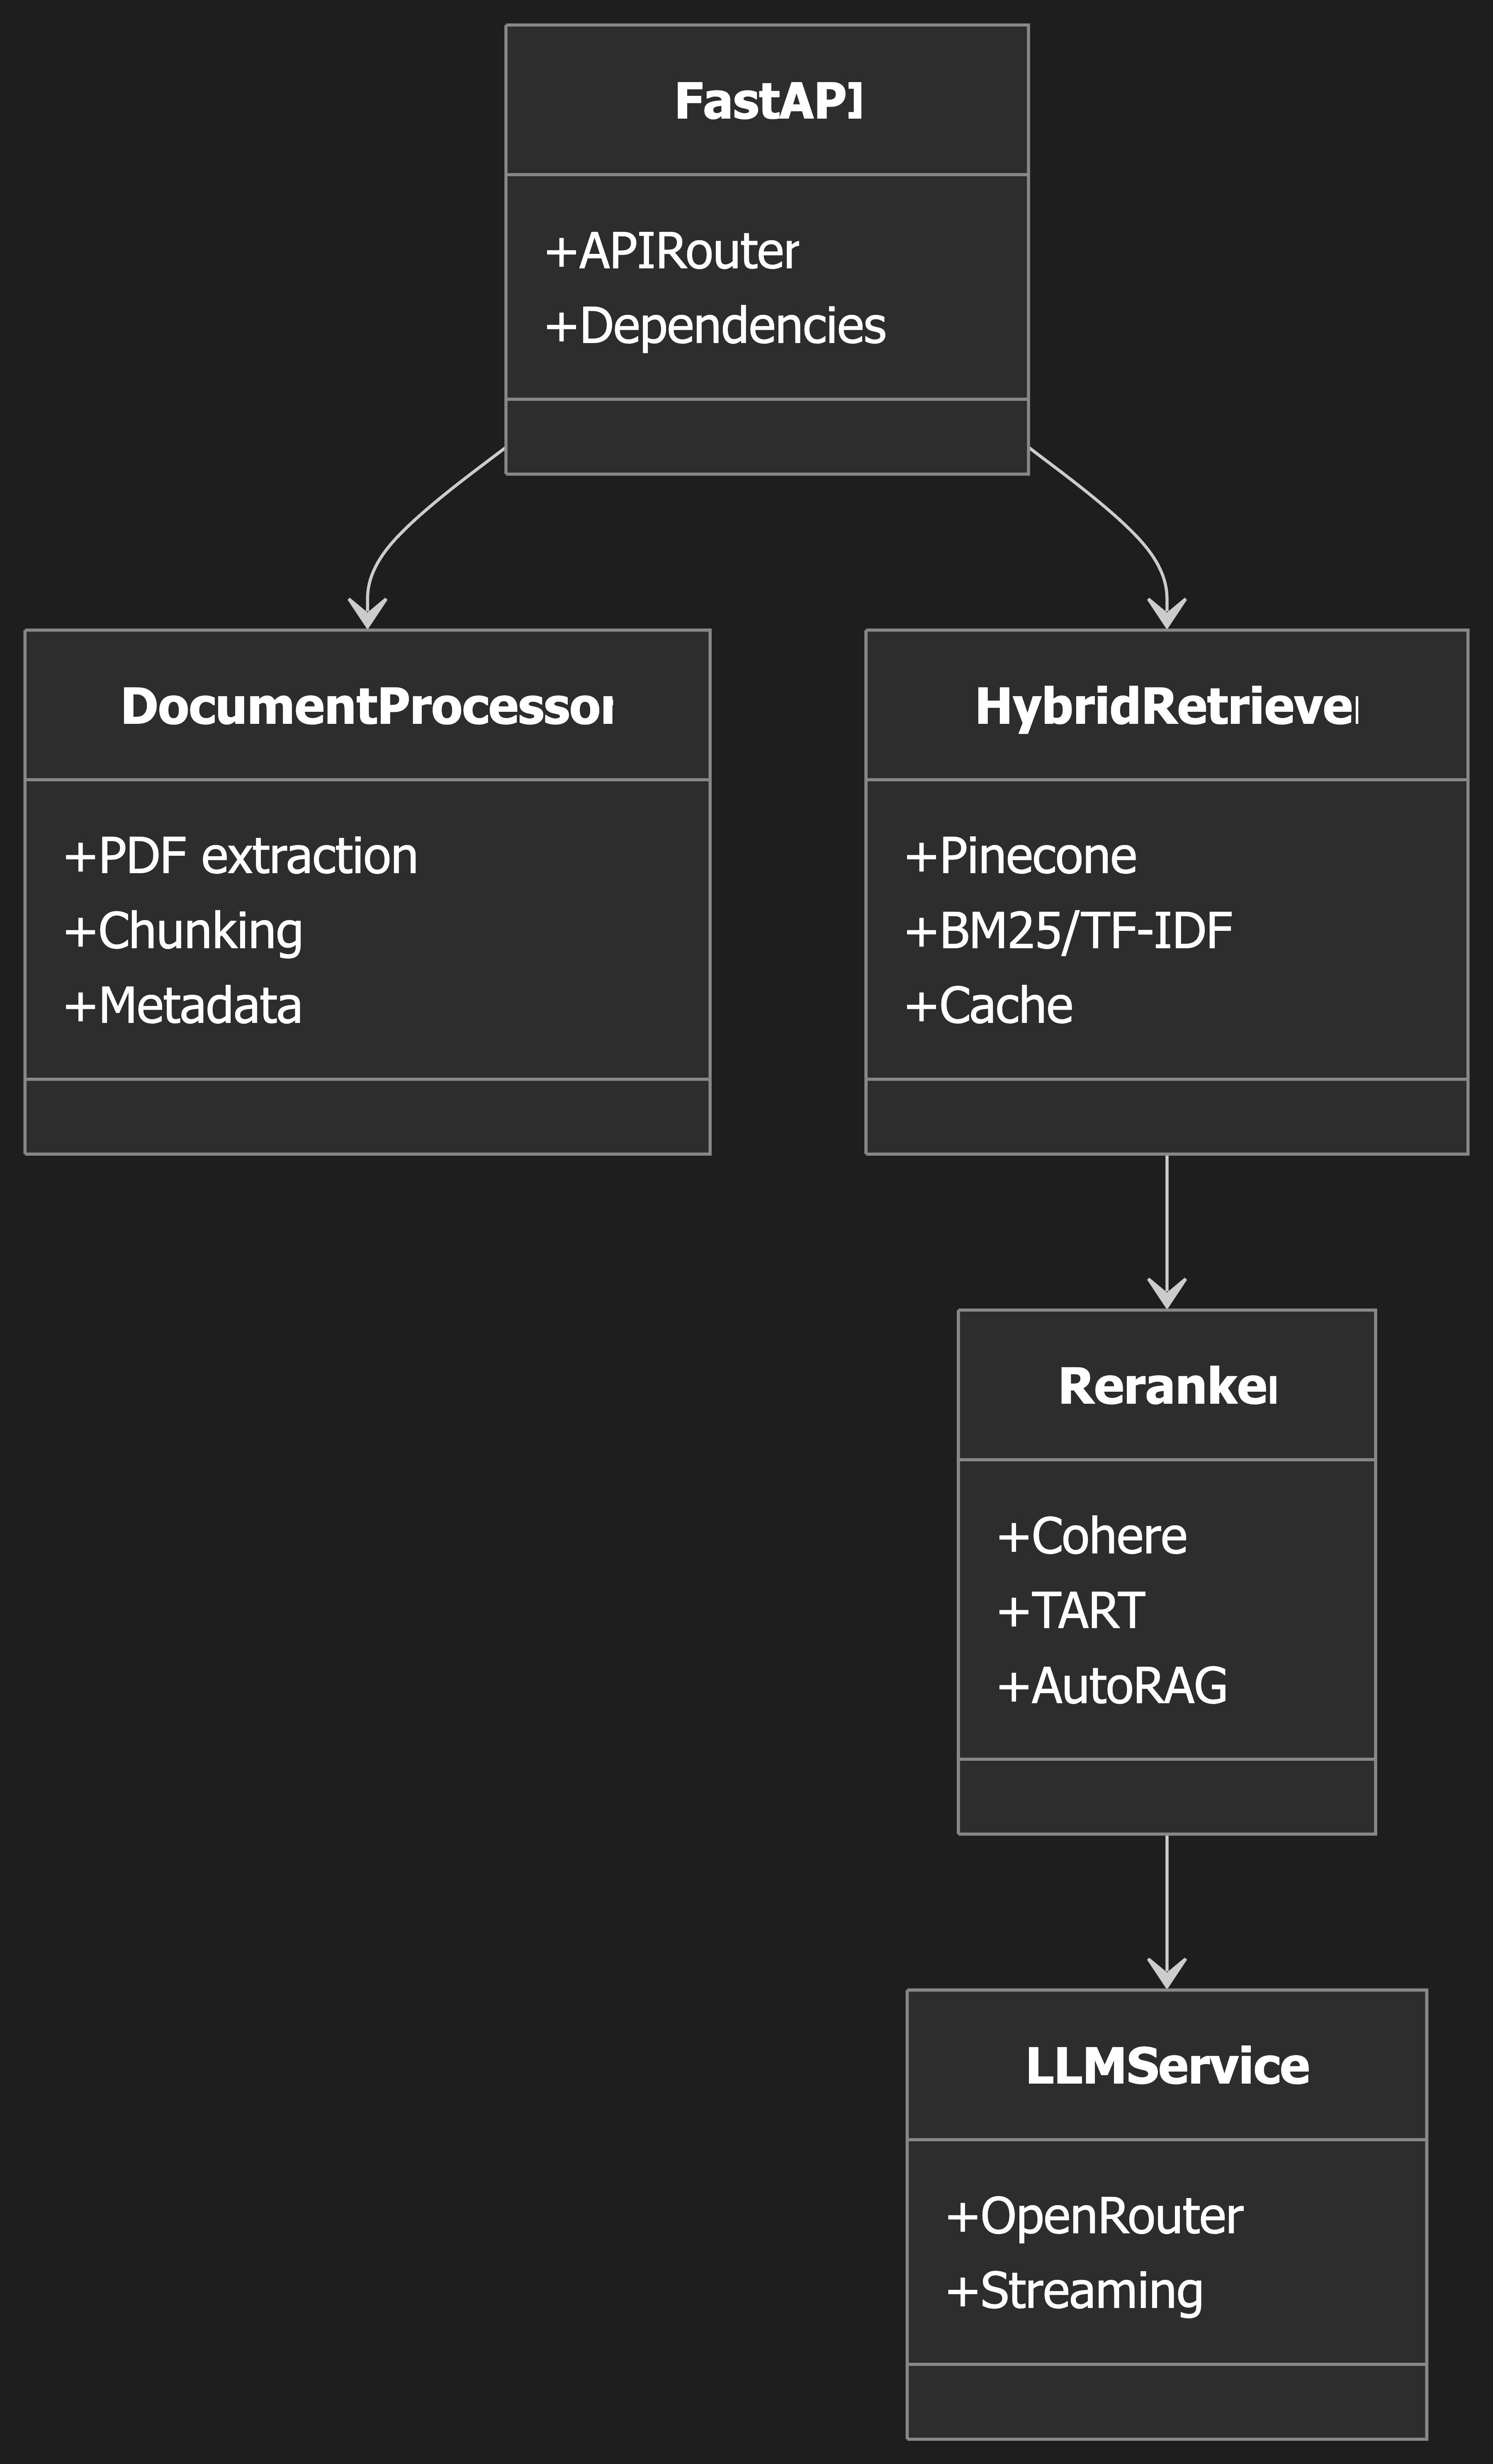 FastAPI
+APIRouter
+Dependencies
DocumentProcessor
+PDF extraction
+Chunking
+Metadata
HybridRetriever
+Pinecone
+BM25/TF-IDF
+Cache
Reranker
+Cohere
+TART
+AutoRAG
LLMService
+OpenRouter
+Streaming